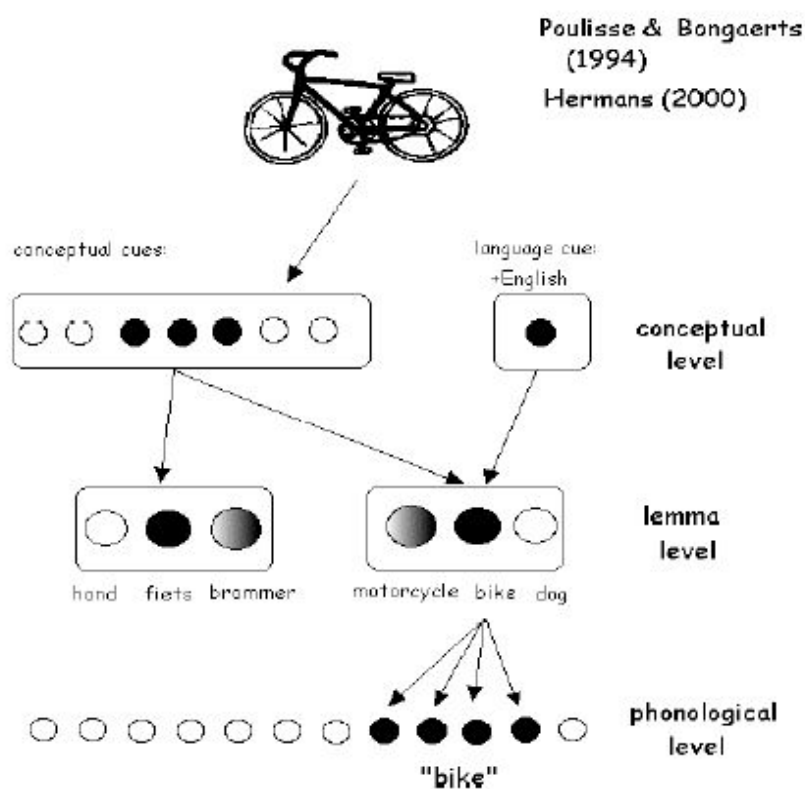 Poulisse & Bongaerts
(1994)
Hermans (2000)
conceptual cues:
language cue:
+English
conceptual
level
lemma
level
hond fiets brommer
motorcycle bike dog
phonological
level
"bike"